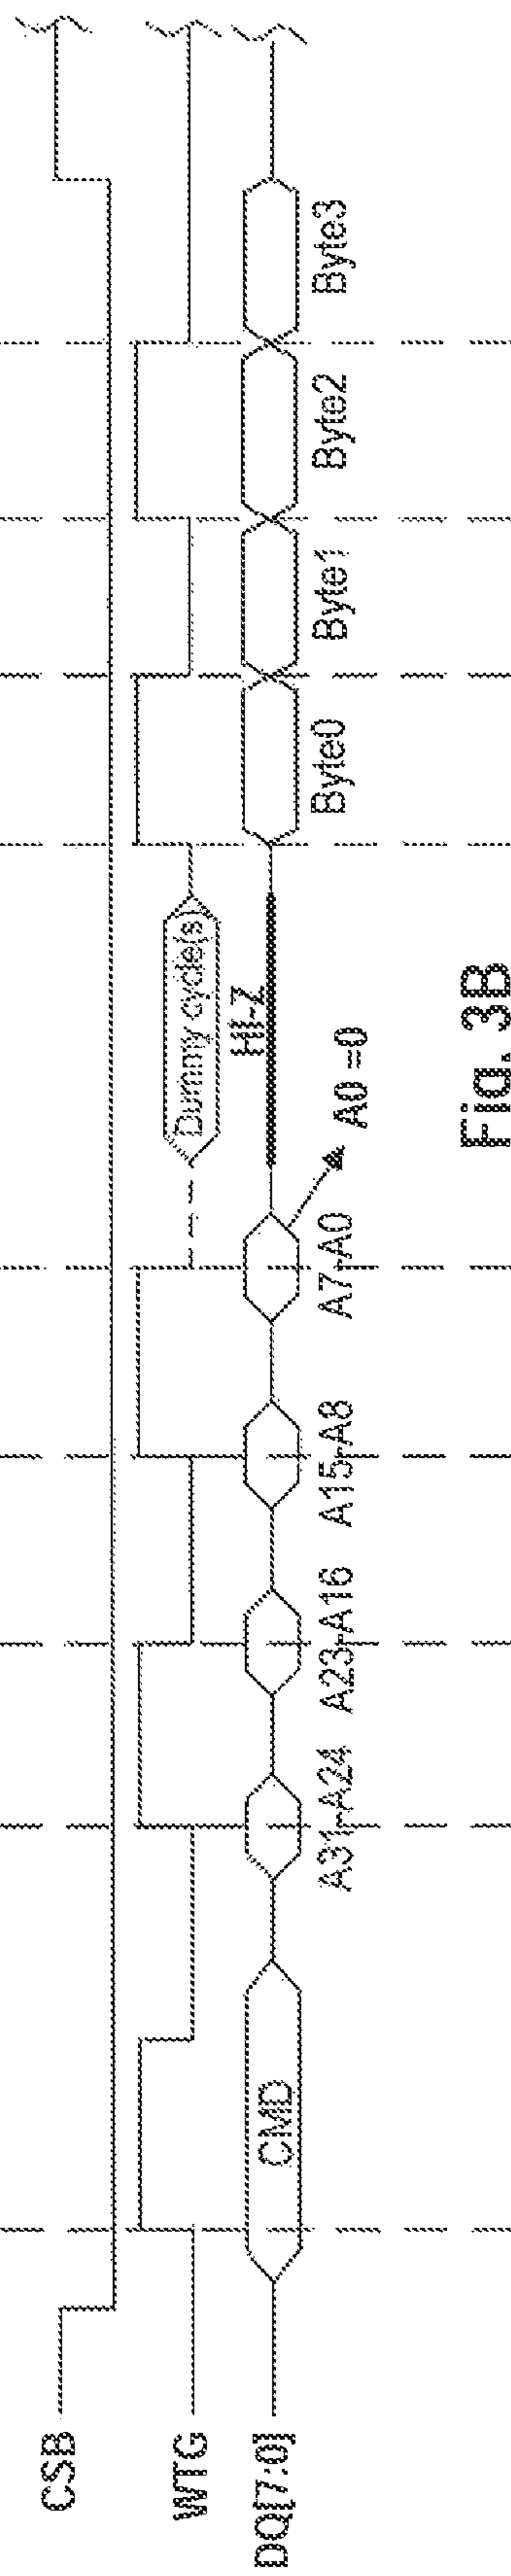 CSB
WTG
Dummy cycle(s)
DQ[7:0]
CMD
HI-Z
A31-A24
A23-A16
A15-A8
A7-A0
A0 =0
Byte0
Byte1
Byte2
Byte3
Fig. 3B